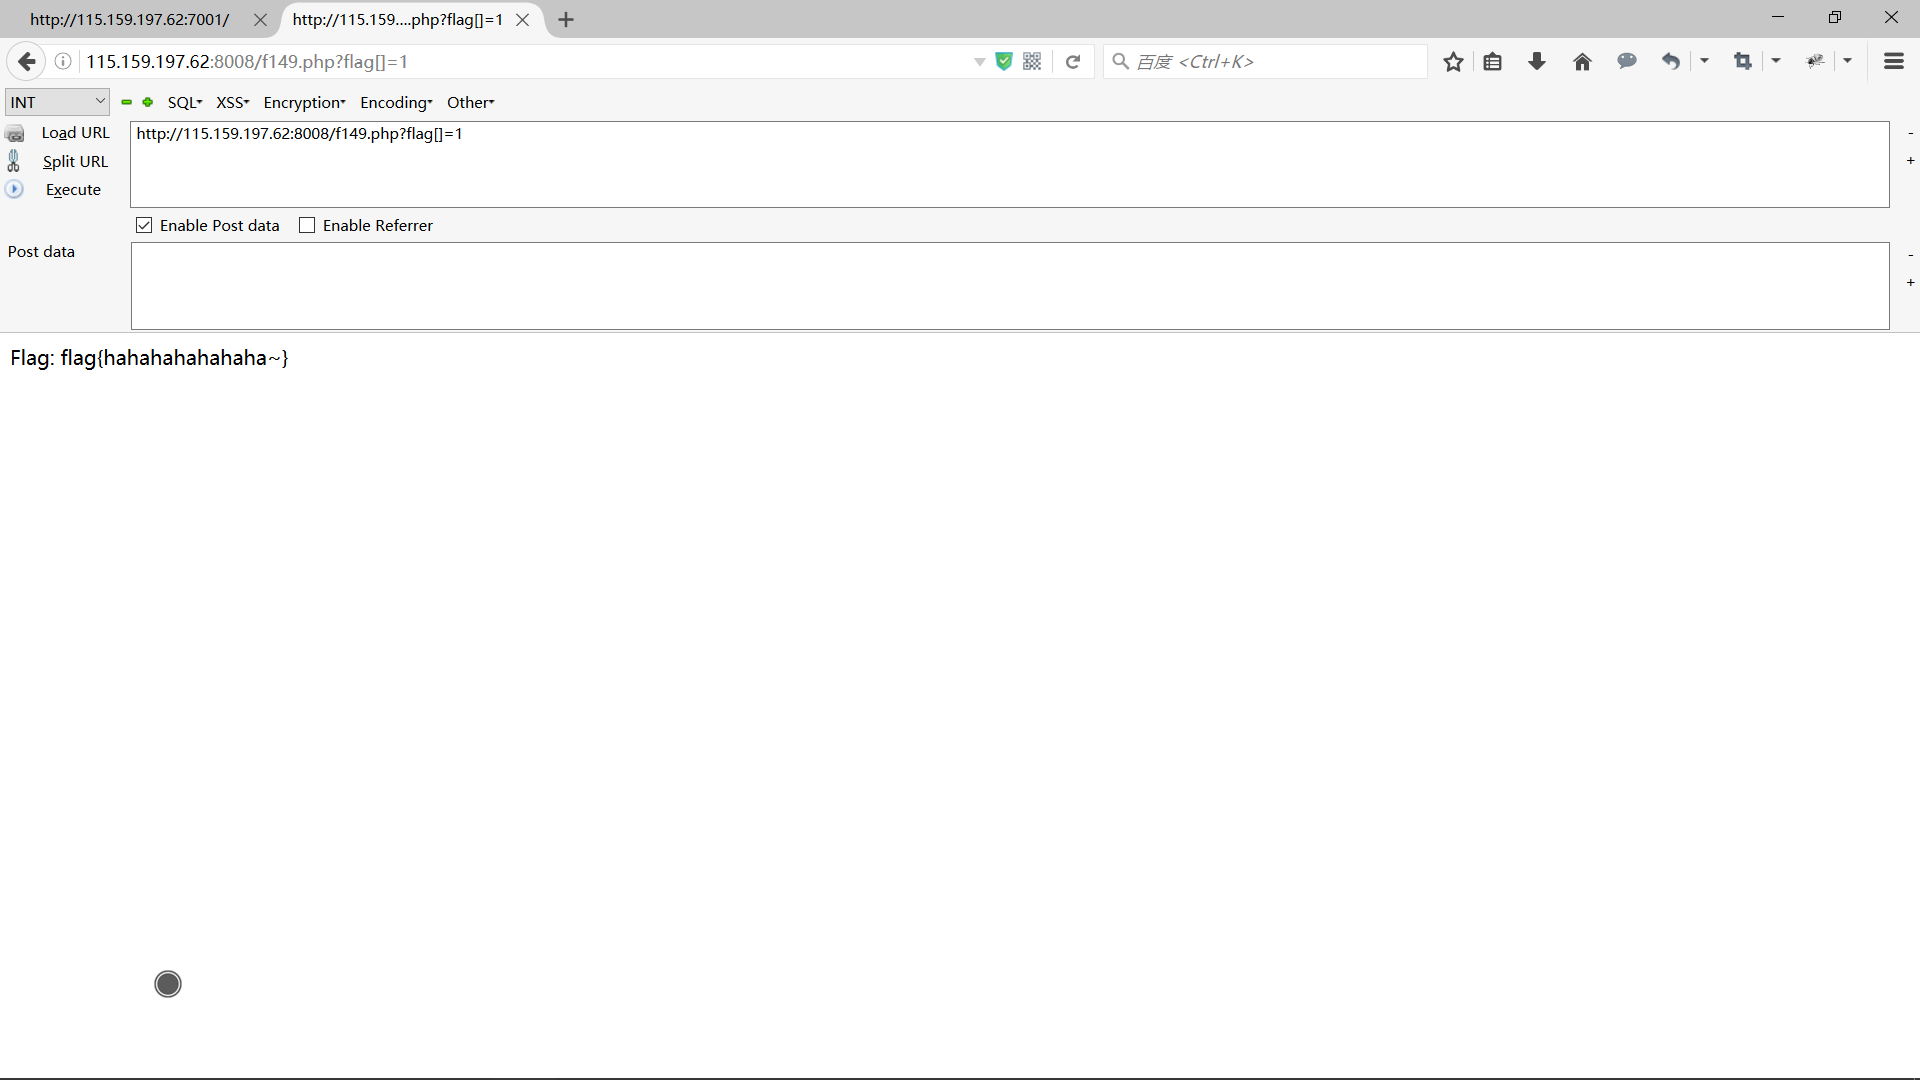 http://115.159.197.62:7001/
http://115.159....php?flag[]=1
115.159.197.62:8008/f149.php?flag[]=1
百度 <Ctrl+K>
INT
SQL
XSS
Encryption
Encoding
Other
Load URL
http://115.159.197.62:8008/f149.php?flag[]=1
Split URL
Execute
Enable Post data
Enable Referrer
Post data
Flag: flag{hahahahahahaha~}